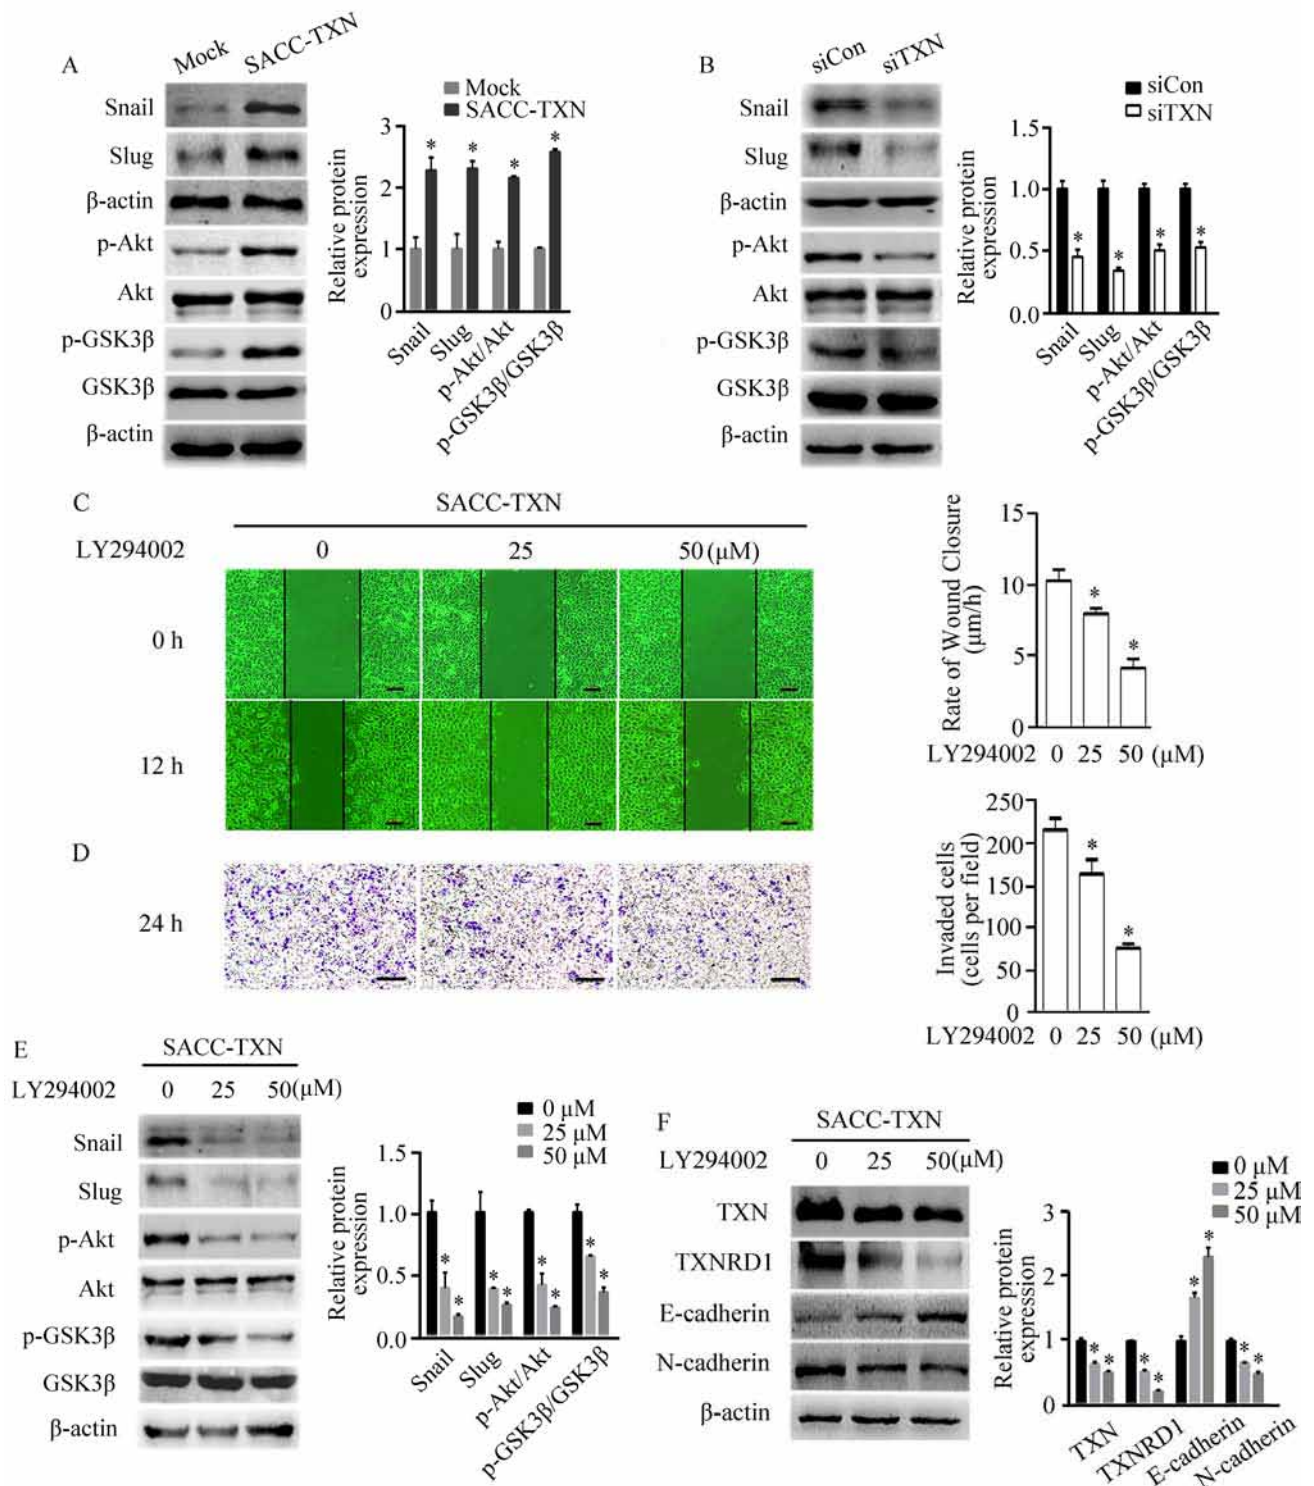 A
Mock
SACC-TXN
Snail
Slug
β-actin
p-Akt
Akt
p-GSK3β
GSK3β
β-actin
Mock
SACC-TXN
Relative protein
expression
3
2
1
0
* * * *
Snail
Slug
p-Akt/Akt
p-GSK3β/GSK3β
B
siCon
siTXN
Snail
Slug
β-actin
p-Akt
Akt
p-GSK3β
GSK3β
β-actin
siCon
siTXN
Relative protein
expression
1.5
1.0
0.5
0.0
* * * *
Snail
Slug
p-Akt/Akt
p-GSK3β/GSK3β
C
SACC-TXN
LY294002 0 25 50 (μM)
0 h
12 h
Rate of Wound Closure
(μm/h)
15
10
5
0
* *
LY294002 0 25 50 (μM)
D
24 h
Invaded cells
(cells per field)
250
200
150
100
50
0
* *
LY294002 0 25 50 (μM)
E
SACC-TXN
LY294002 0 25 50(μM)
Snail
Slug
p-Akt
Akt
p-GSK3β
GSK3β
β-actin
0 μM
25 μM
50 μM
Relative protein
expression
1.5
1.0
0.5
0.0
* * * * * * * *
Snail
Slug
p-Akt/Akt
p-GSK3β/GSK3β
F
SACC-TXN
LY294002 0 25 50(μM)
TXN
TXNRD1
E-cadherin
N-cadherin
β-actin
0 μM
25 μM
50 μM
Relative protein
expression
3
2
1
0
* * * * * * * *
TXN
TXNRD1
E-cadherin
N-cadherin